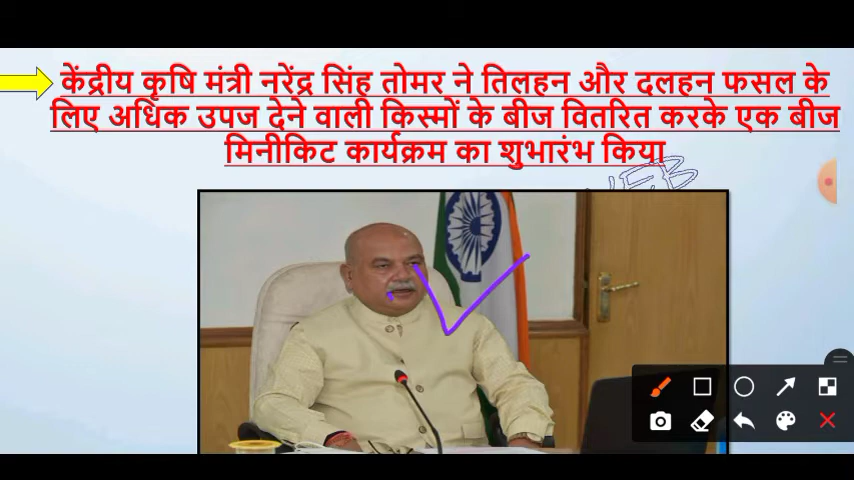 केंद्रीय कृषि मंत्री नरेंद्र सिंह तोमर ने तिलहन और दलहन फसल के
लिए अधिक उपज देने वाली किस्मों के बीज वितरित करके एक बीज
मिनीकिट कार्यक्रम का शुभारंभ किया